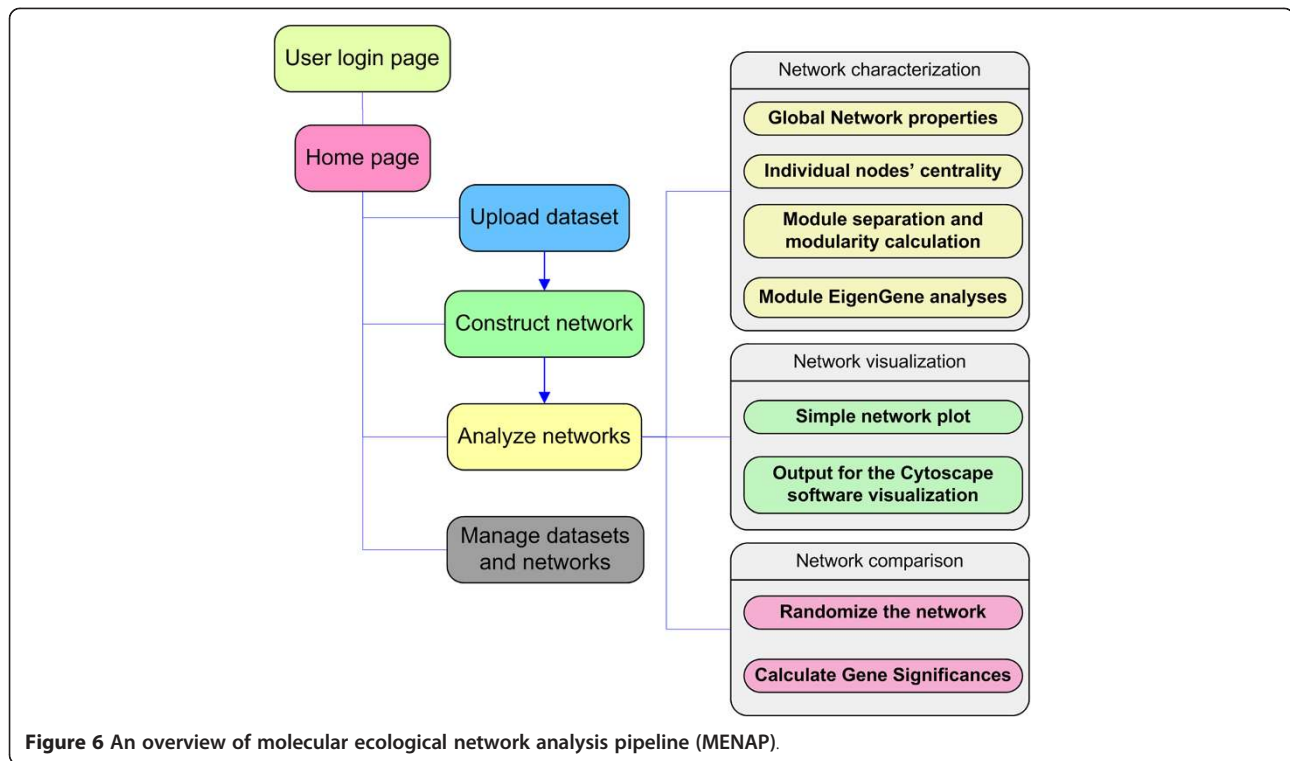 User login page
Home page
Upload dataset
Construct network
Analyze networks
Manage datasets
and networks
Network characterization
Global Network properties
Individual nodes’ centrality
Module separation and
modularity calculation
Module EigenGene analyses
Network visualization
Simple network plot
Output for the Cytoscape
software visualization
Network comparison
Randomize the network
Calculate Gene Significances
Figure 6 An overview of molecular ecological network analysis pipeline (MENAP).